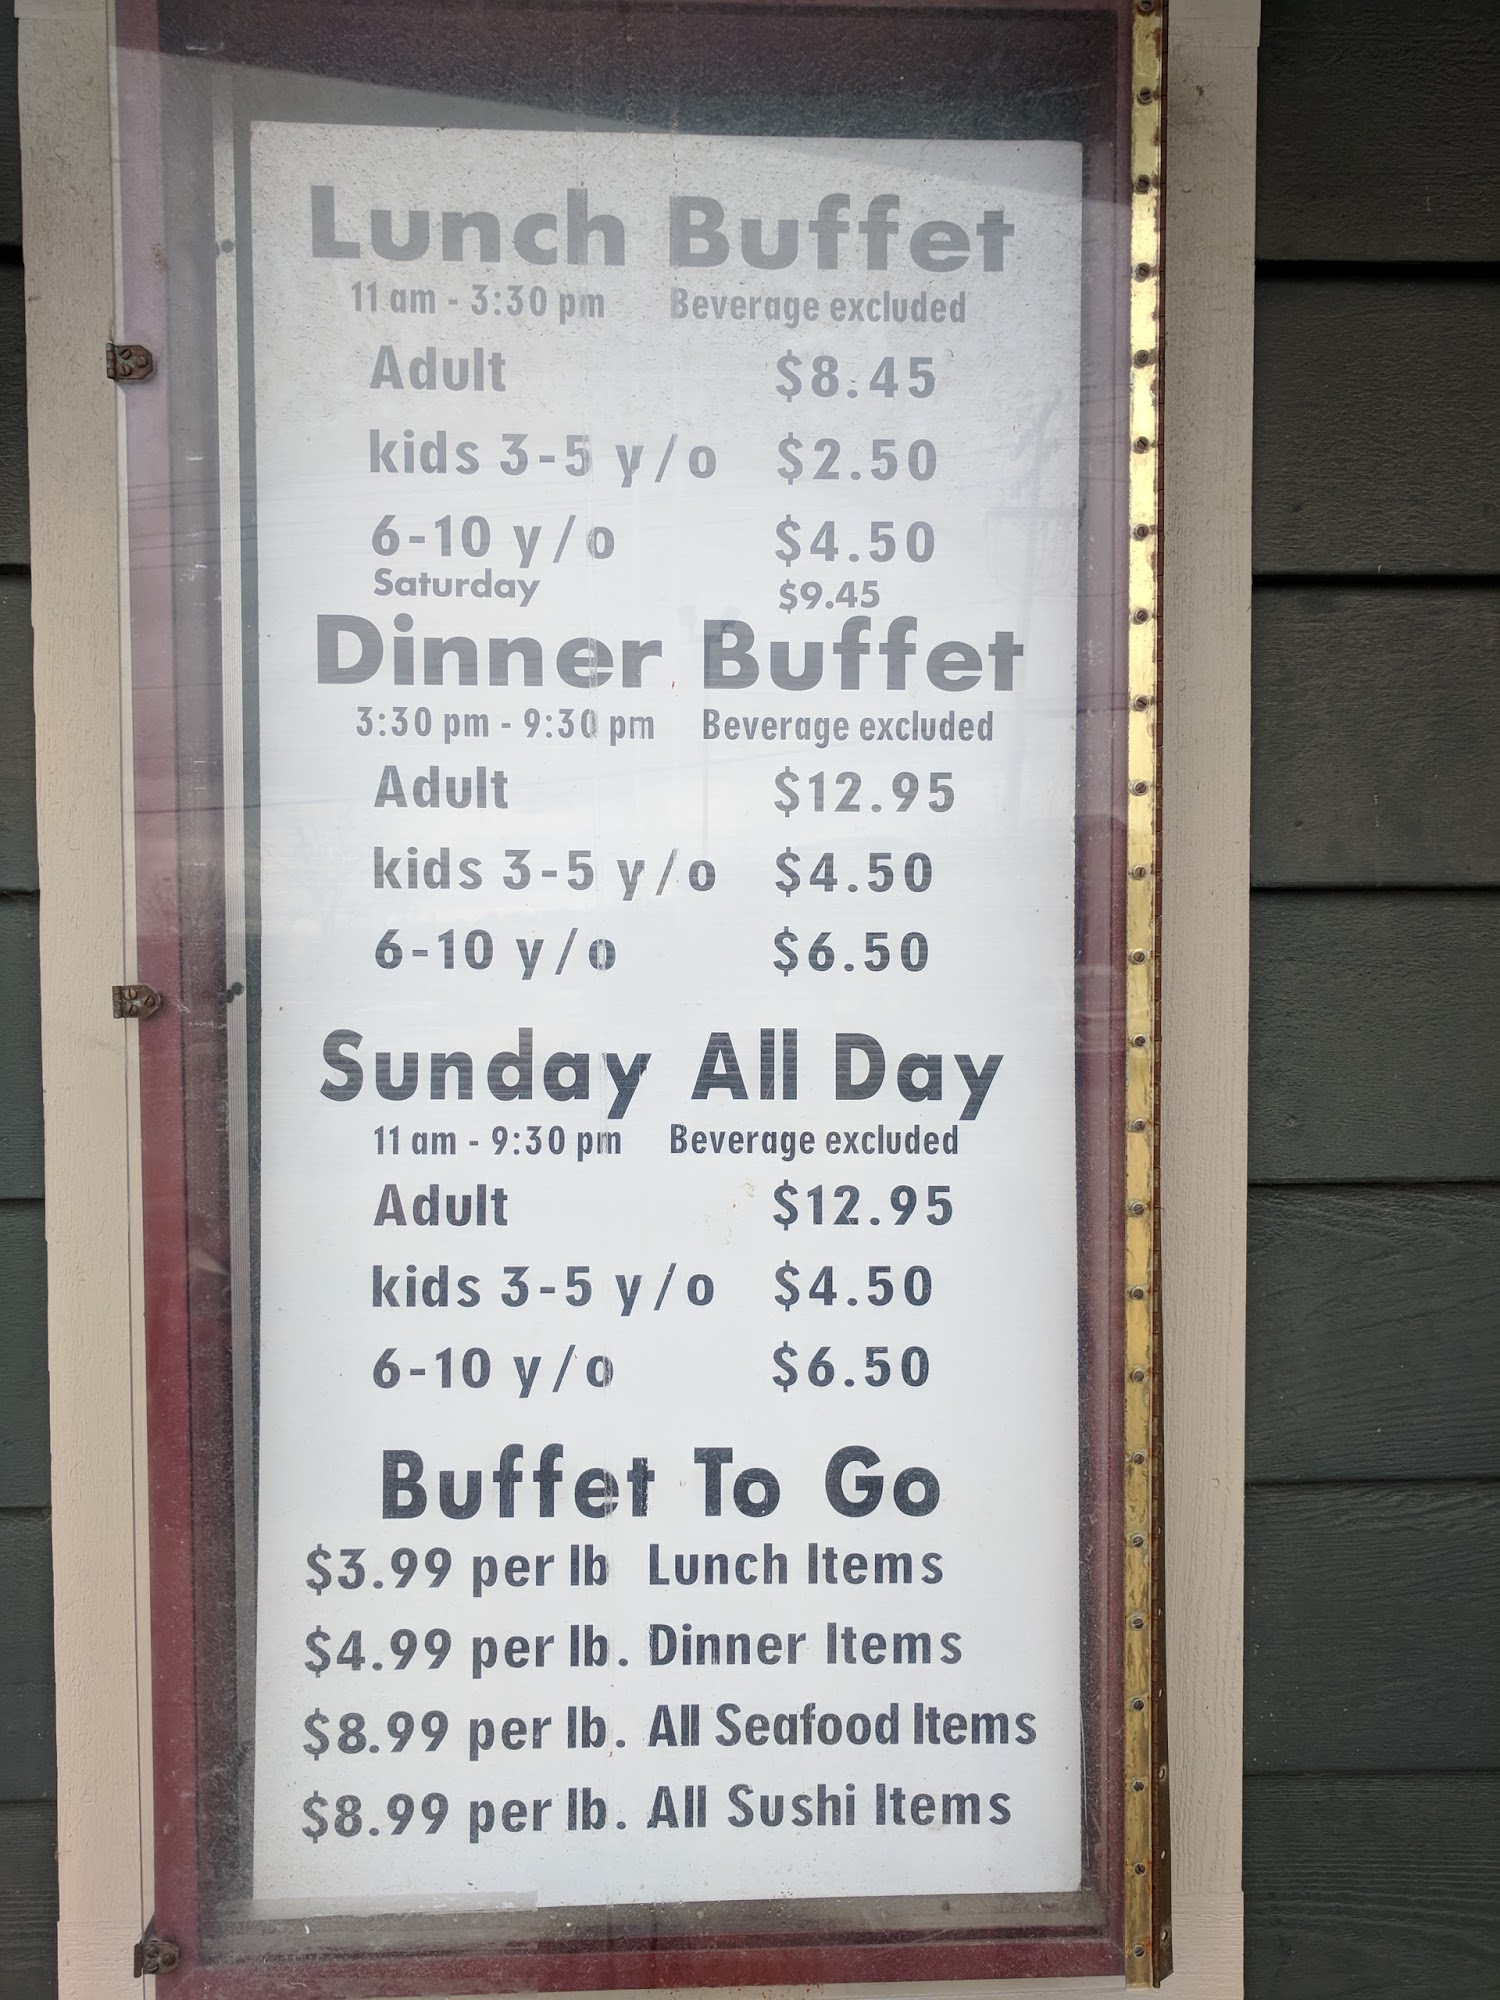 Lunch Buffet
11 am - 3:30 pm Beverage excluded
Adult $8.45
kids 3-5 y/o $2.50
6-10 y/o $4.50
Saturday $9.45
Dinner Buffet
3:30 pm - 9:30 pm Beverage excluded
Adult $12.95
kids 3-5 y/o $4.50
6-10 y/o $6.50
Sunday All Day
11 am - 9:30 pm Beverage excluded
Adult $12.95
kids 3-5 y/o $4.50
6-10 y/o $6.50
Buffet To Go
$3.99 per lb Lunch Items
$4.99 per lb. Dinner Items
$8.99 per lb. All Seafood Items
$8.99 per lb. All Sushi Items